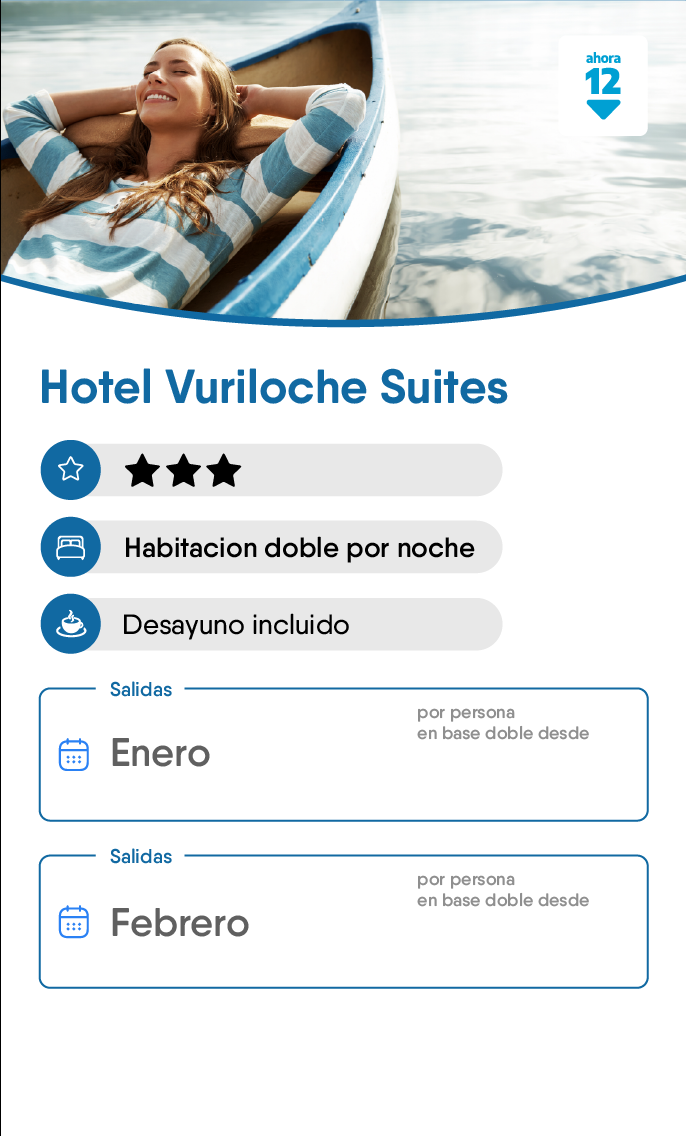 ahora
12
Hotel Vuriloche Suites
Habitacion doble por noche
Desayuno incluido
Salidas
por persona
en base doble desde
Enero
Salidas
por persona
en base doble desde
Febrero